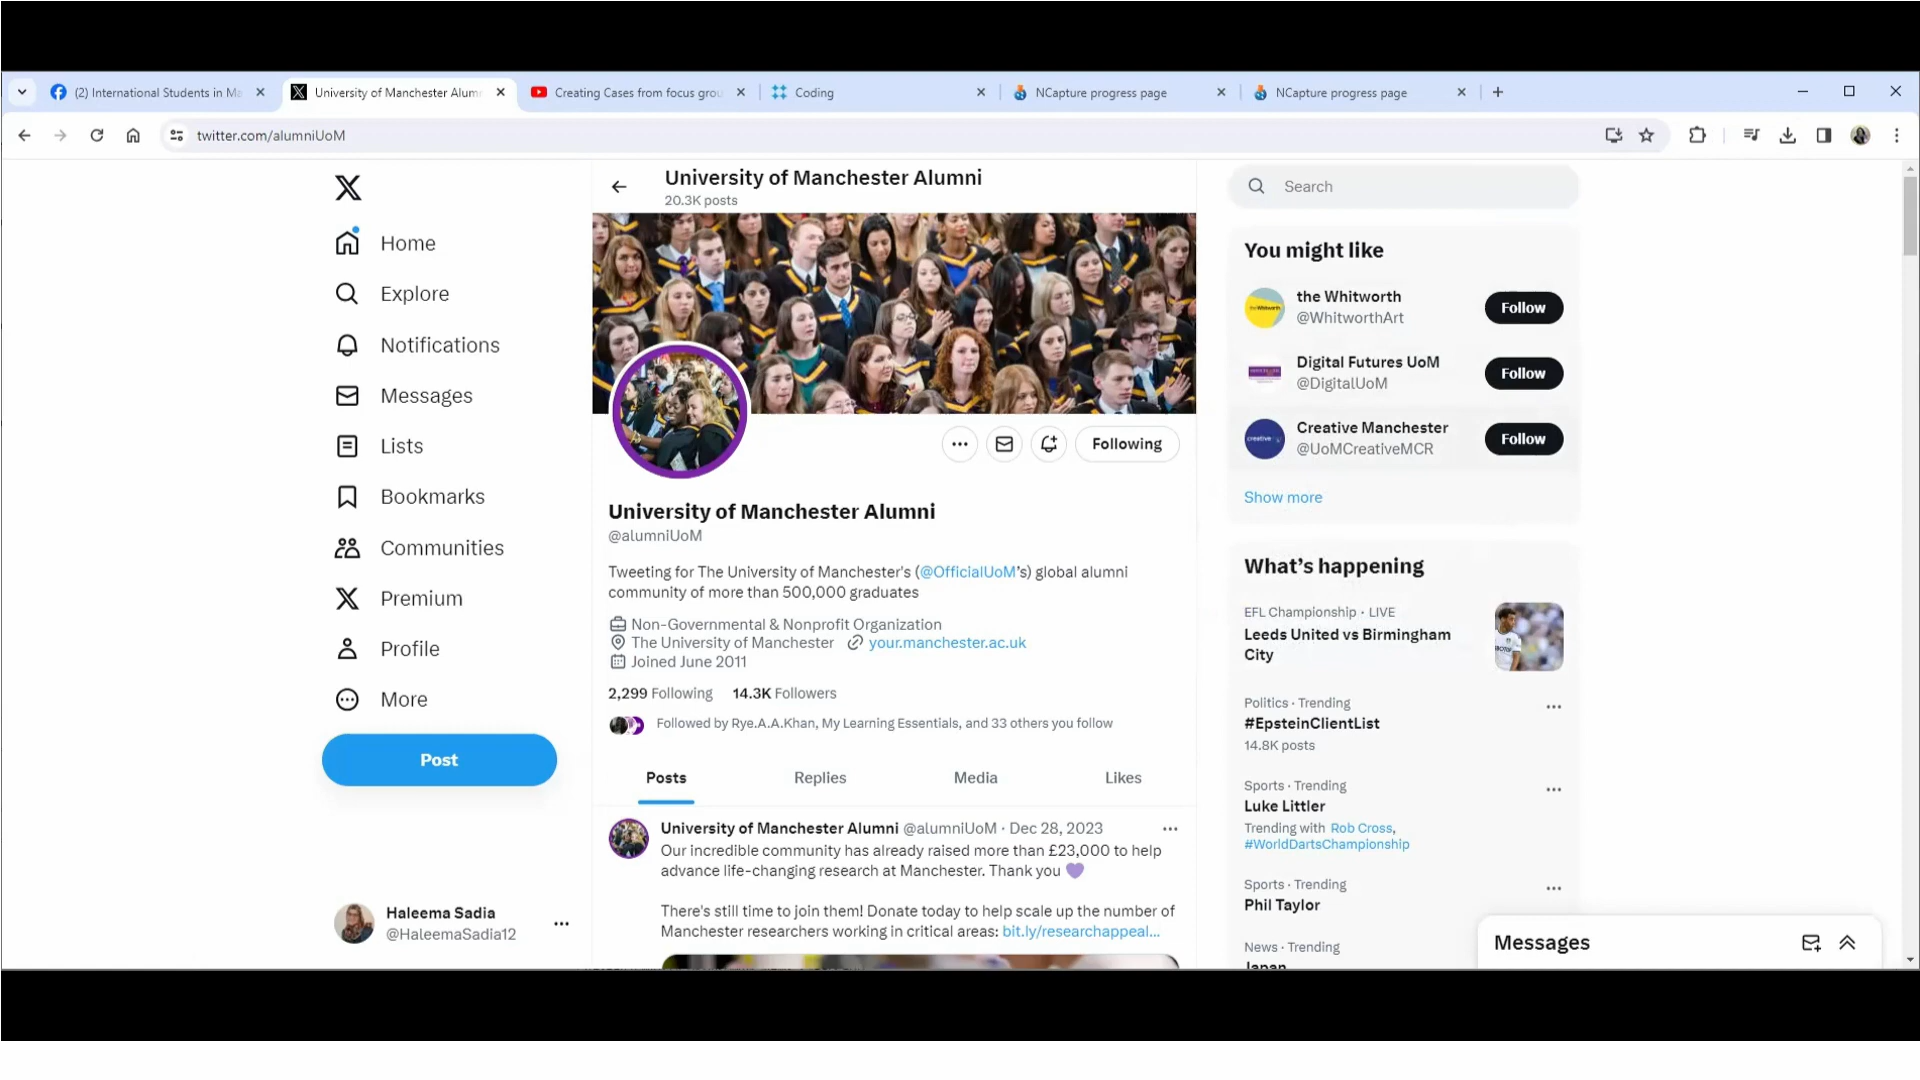 (2) International Students in Ma
University of Manchester Alum
Creating Cases from focus grou
Coding
NCapture progress page
NCapture progress page
twitter.com/alumniUoM
University of Manchester Alumni
20.3K posts
Search
Home
Explore
Notifications
Messages
Lists
Bookmarks
Communities
Premium
Profile
More
Post
Haleema Sadia
@HaleemaSadia12
Following
University of Manchester Alumni
@alumniUoM
Tweeting for The University of Manchester's (@OfficialUoM's) global alumni
community of more than 500,000 graduates
Non-Governmental & Nonprofit Organization
The University of Manchester your.manchester.ac.uk
Joined June 2011
2,299 Following 14.3K Followers
Followed by Rye.A.A.Khan, My Learning Essentials, and 33 others you follow
Posts Replies Media Likes
University of Manchester Alumni @alumniUoM · Dec 28, 2023
Our incredible community has already raised more than £23,000 to help
advance life-changing research at Manchester. Thank you 💜
There's still time to join them! Donate today to help scale up the number of
Manchester researchers working in critical areas: bit.ly/researchappeal...
You might like
the Whitworth
@WhitworthArt
Follow
Digital Futures UoM
@DigitalUoM
Follow
creative
Creative Manchester
@UoMCreativeMCR
Follow
Show more
What's happening
EFL Championship · LIVE
Leeds United vs Birmingham
City
Politics · Trending
#EpsteinClientList
14.8K posts
Sports · Trending
Luke Littler
Trending with Rob Cross,
#WorldDartsChampionship
Sports · Trending
Phil Taylor
News · Trending
Japan
Messages